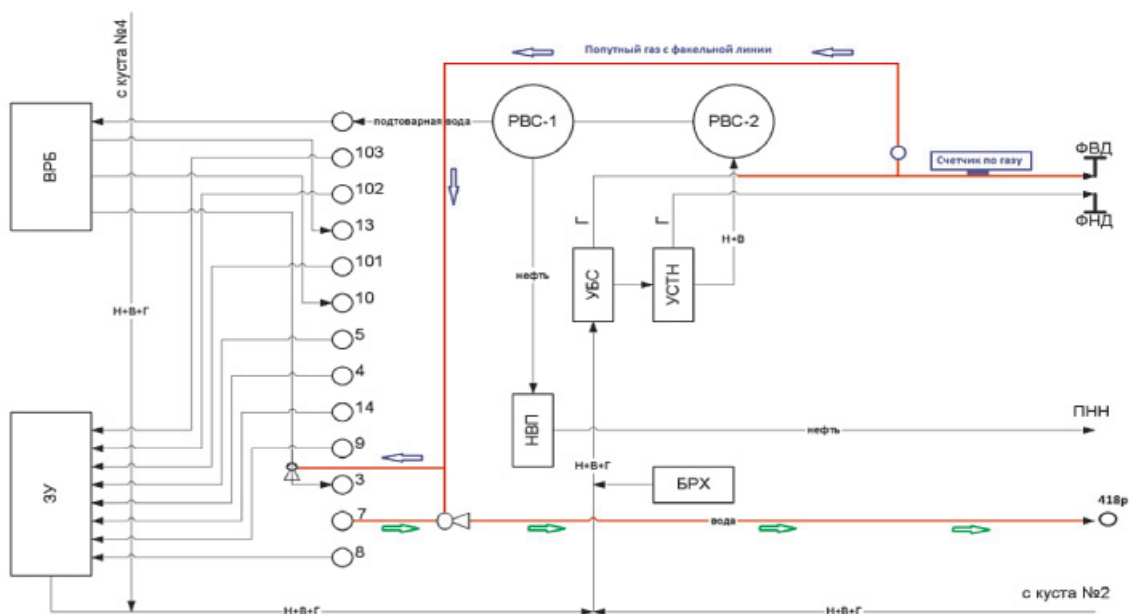 с куста №4
Попутный газ с факельной линии
ВРБ
подтоварная вода
РВС-1
РВС-2
ФВД
Счетчик по газу
ФНД
103
102
13
101
10
5
4
14
9
3
7
8
Г
Г
Н+В
УБС
УСТН
нефть
Н+В+Г
НВП
ПНН
нефть
Н+В+Г
БРХ
ЗУ
418р
вода
с куста №2
Н+В+Г
Н+В+Г